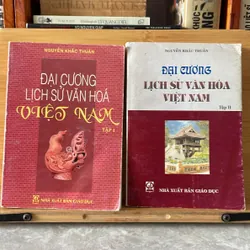 NGUYỄN KHẮC THUẦN
ĐẠI CƯƠNG
LỊCH SỬ VĂN HOÁ
VIỆT NAM
TẬP I
NHÀ XUẤT BẢN GIÁO DỤC
NGUYỄN KHẮC THUẦN
ĐẠI CƯƠNG
LỊCH SỬ VĂN HÓA
VIỆT NAM
Tập II
NHÀ XUẤT BẢN GIÁO DỤC